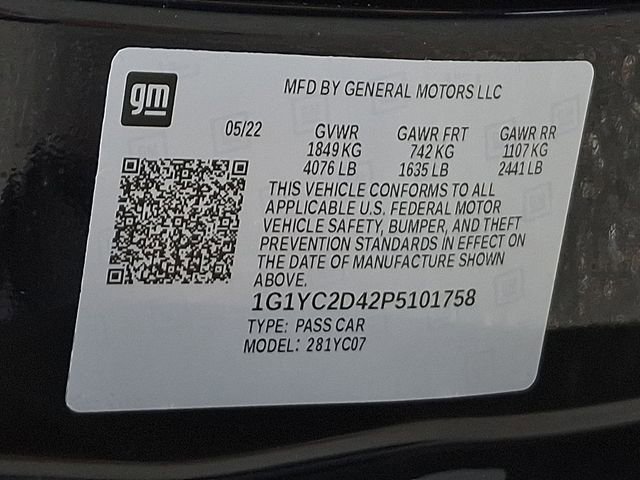 gm
MFD BY GENERAL MOTORS LLC
05/22 GVWR GAWR FRT GAWR RR
1849 KG 742 KG 1107 KG
4076 LB 1635 LB 2441 LB
THIS VEHICLE CONFORMS TO ALL
APPLICABLE U.S. FEDERAL MOTOR
VEHICLE SAFETY, BUMPER, AND THEFT
PREVENTION STANDARDS IN EFFECT ON
THE DATE OF MANUFACTURE SHOWN
ABOVE.
1G1YC2D42P5101758
TYPE: PASS CAR
MODEL: 281YC07